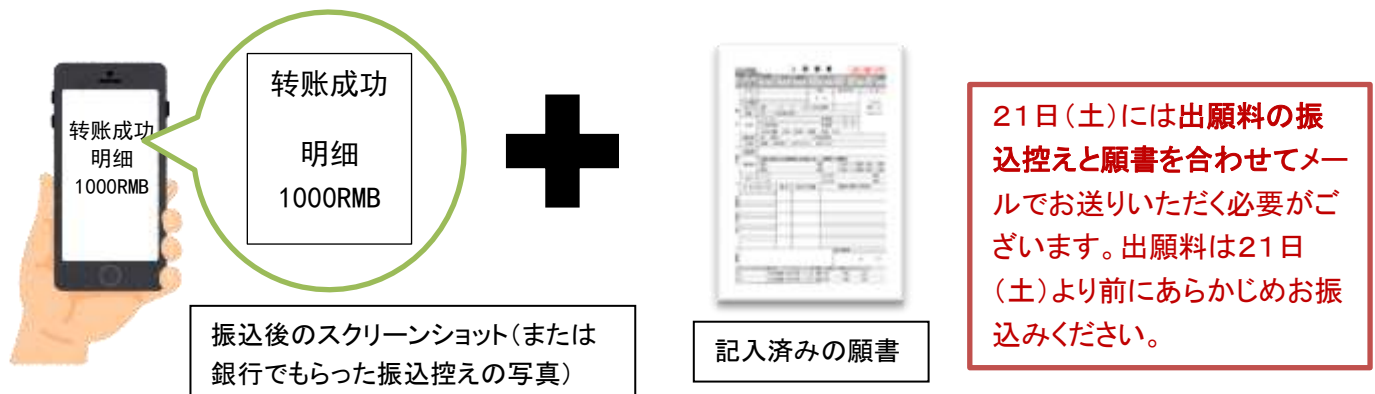 转账成功
明细
1000RMB
转账成功
明细
1000RMB
振込後のスクリーンショット(または
銀行でもらった振込控えの写真)
記入済みの願書
21日(土)には出願料の振
込控えと願書を合わせてメー
ルでお送りいただく必要がご
ざいます。出願料は21日
(土)より前にあらかじめお振
込みください。